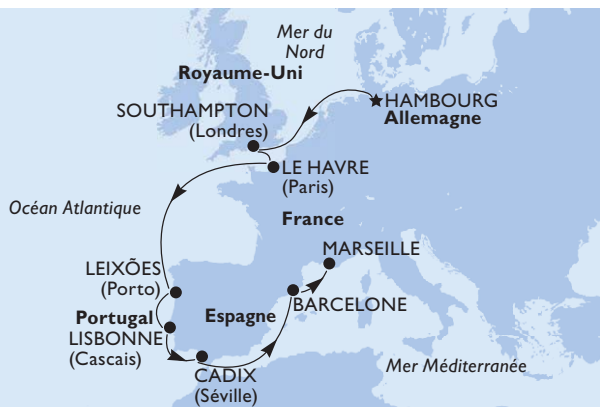 Mer du
Nord
Royaume-Uni
SOUTHAMPTON
(Londres)
HAMBOURG
Allemagne
LE HAVRE
(Paris)
Océan Atlantique
France
MARSEILLE
LEIXÕES
(Porto)
BARCELONE
Portugal
Espagne
LISBONNE
(Cascais)
CADIX
(Séville)
Mer Méditerranée